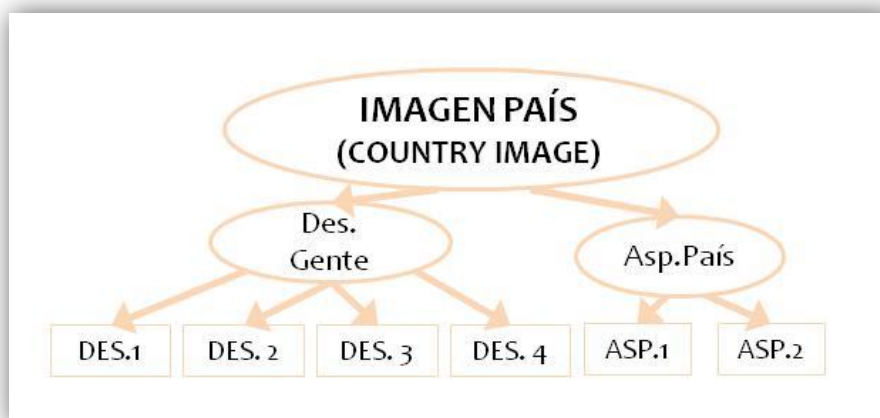 IMAGEN PAÍS
(COUNTRY IMAGE)
Des.
Gente
Asp.País
DES.1
DES. 2
DES. 3
DES. 4
ASP.1
ASP.2